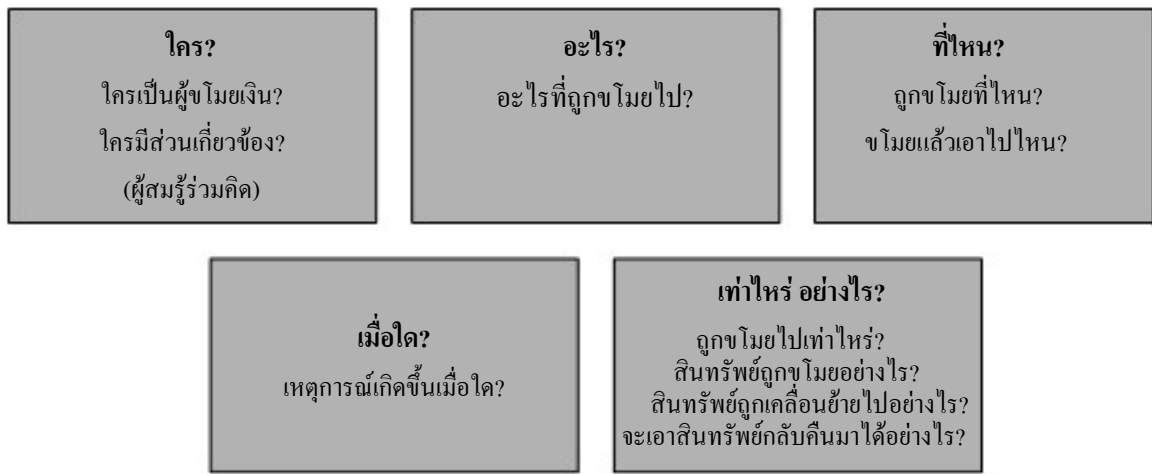 ใคร?
ใครเป็นผู้ขโมยเงิน?
ใครมีส่วนเกี่ยวข้อง?
(ผู้สมรู้ร่วมคิด)
อะไร?
อะไรที่ถูกขโมยไป?
ที่ไหน?
ถูกขโมยที่ไหน?
ขโมยแล้วเอาไปไหน?
เมื่อใด?
เหตุการณ์เกิดขึ้นเมื่อใด?
เท่าไหร่ อย่างไร?
ถูกขโมยไปเท่าไหร่?
สินทรัพย์ถูกขโมยอย่างไร?
สินทรัพย์ถูกเคลื่อนย้ายไปอย่างไร?
จะเอาสินทรัพย์กลับคืนมาได้อย่างไร?